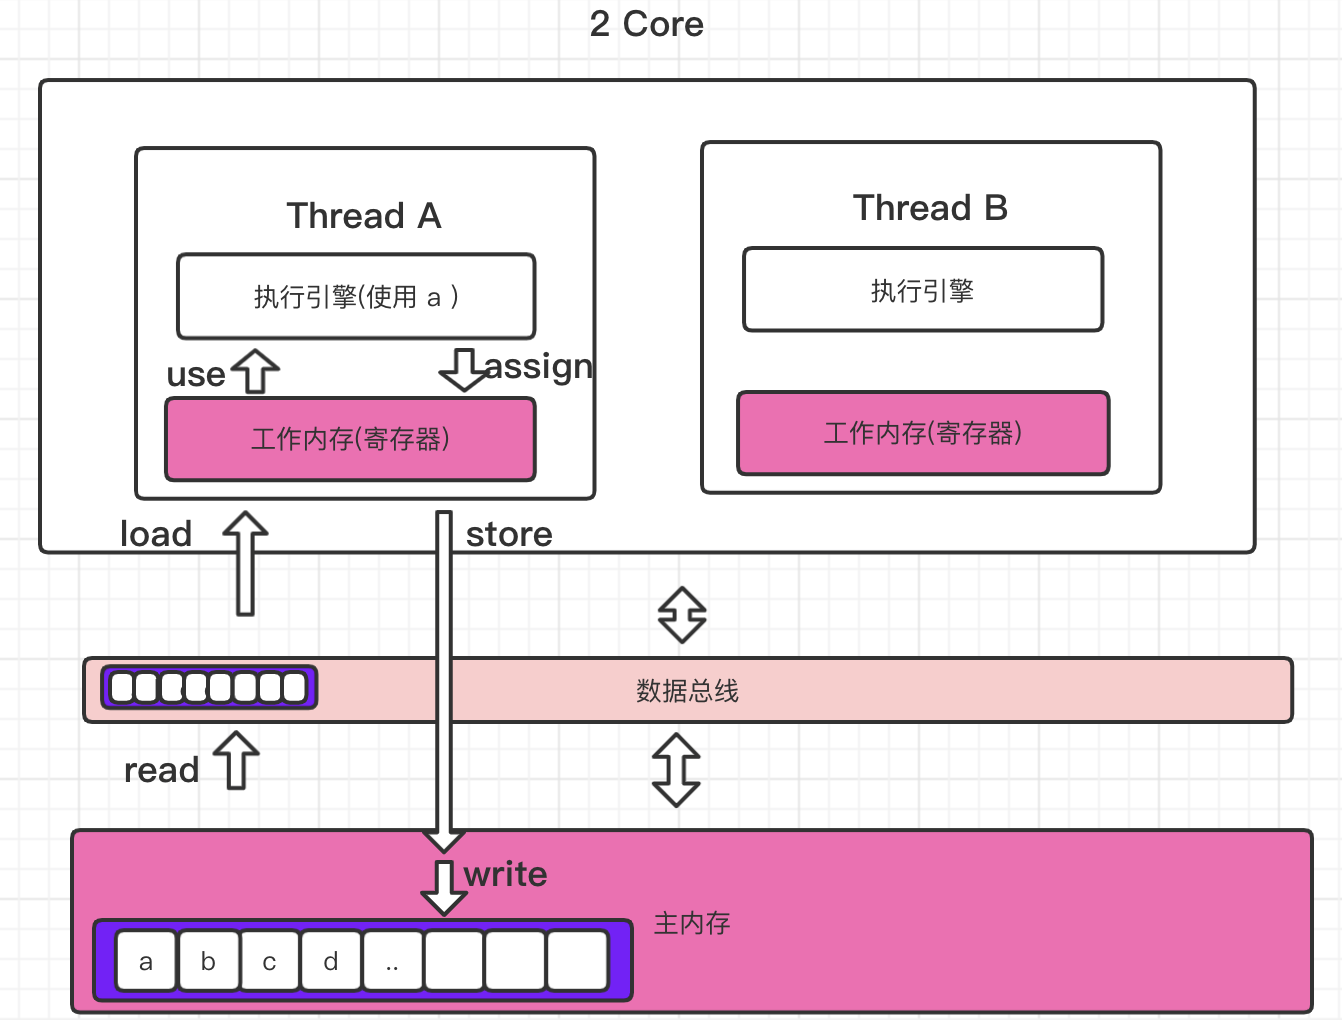 2 Core
Thread A
Thread B
执行引擎(使用 a )
执行引擎
use
assign
工作内存(寄存器)
工作内存(寄存器)
load
store
数据总线
read
write
主内存
a b c d ..